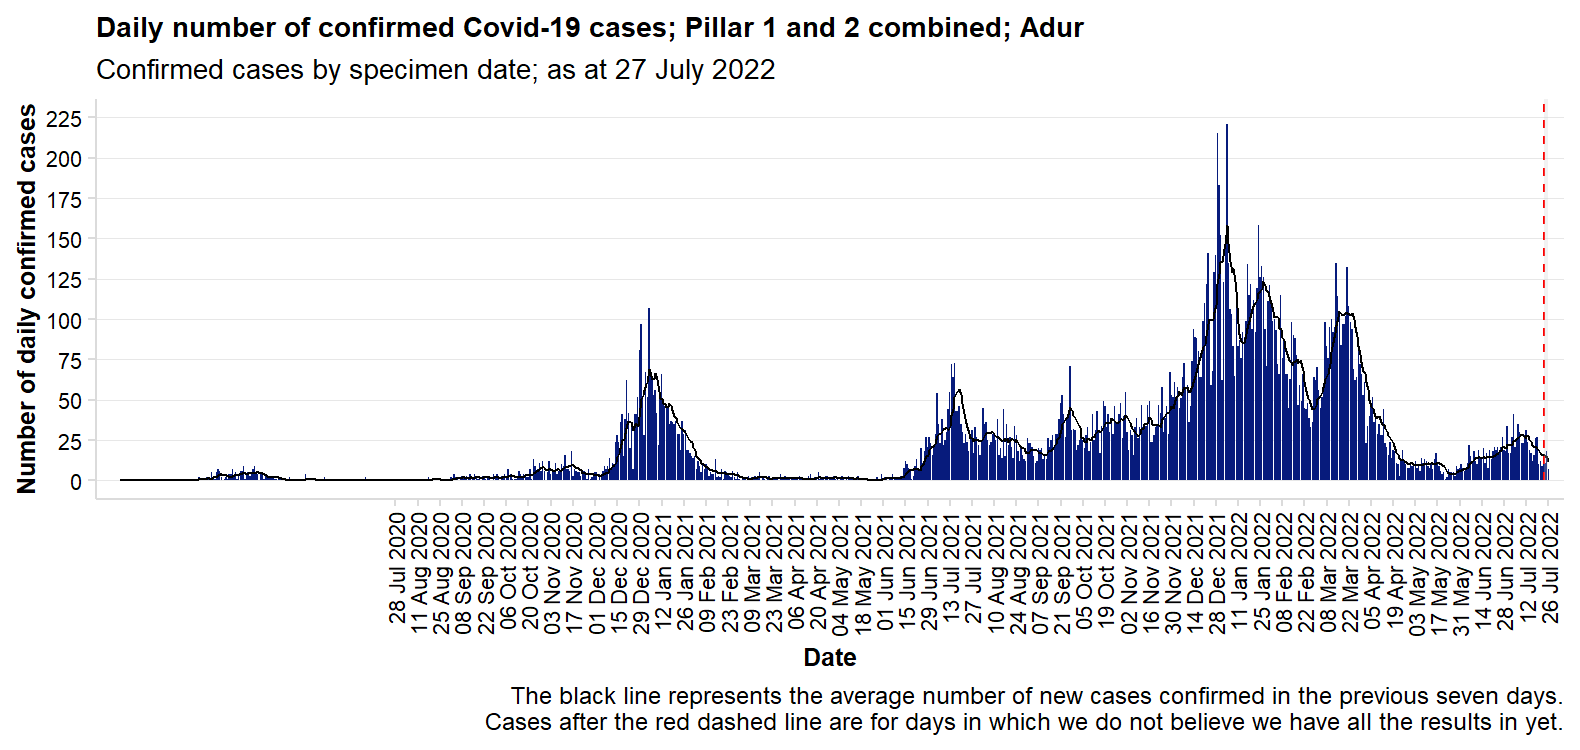 Daily number of confirmed Covid-19 cases; Pillar 1 and 2 combined; Adur
Confirmed cases by specimen date; as at 27 July 2022
Number of daily confirmed cases
225
200
175
150
125
100
75
50
25
0
28 Jul 2020
11 Aug 2020
25 Aug 2020
08 Sep 2020
22 Sep 2020
06 Oct 2020
20 Oct 2020
03 Nov 2020
17 Nov 2020
01 Dec 2020
15 Dec 2020
29 Dec 2020
12 Jan 2021
26 Jan 2021
09 Feb 2021
23 Feb 2021
09 Mar 2021
23 Mar 2021
06 Apr 2021
20 Apr 2021
04 May 2021
18 May 2021
01 Jun 2021
15 Jun 2021
29 Jun 2021
13 Jul 2021
27 Jul 2021
10 Aug 2021
24 Aug 2021
07 Sep 2021
21 Sep 2021
05 Oct 2021
19 Oct 2021
02 Nov 2021
16 Nov 2021
30 Nov 2021
14 Dec 2021
28 Dec 2021
11 Jan 2022
25 Jan 2022
08 Feb 2022
22 Feb 2022
08 Mar 2022
22 Mar 2022
05 Apr 2022
19 Apr 2022
03 May 2022
17 May 2022
31 May 2022
14 Jun 2022
28 Jun 2022
12 Jul 2022
26 Jul 2022
Date
The black line represents the average number of new cases confirmed in the previous seven days.
Cases after the red dashed line are for days in which we do not believe we have all the results in yet.